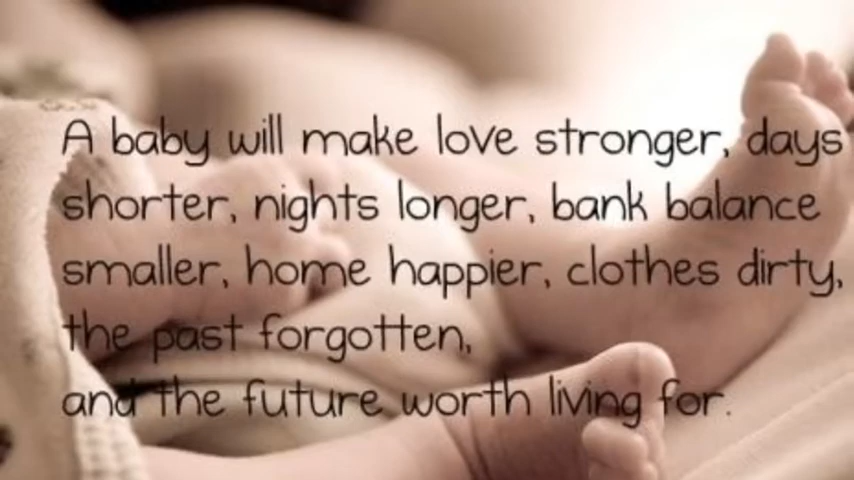 A baby will make love stronger, days
shorter, nights longer, bank balance
smaller, home happier, clothes dirty,
the past forgotten,
and the future worth living for.